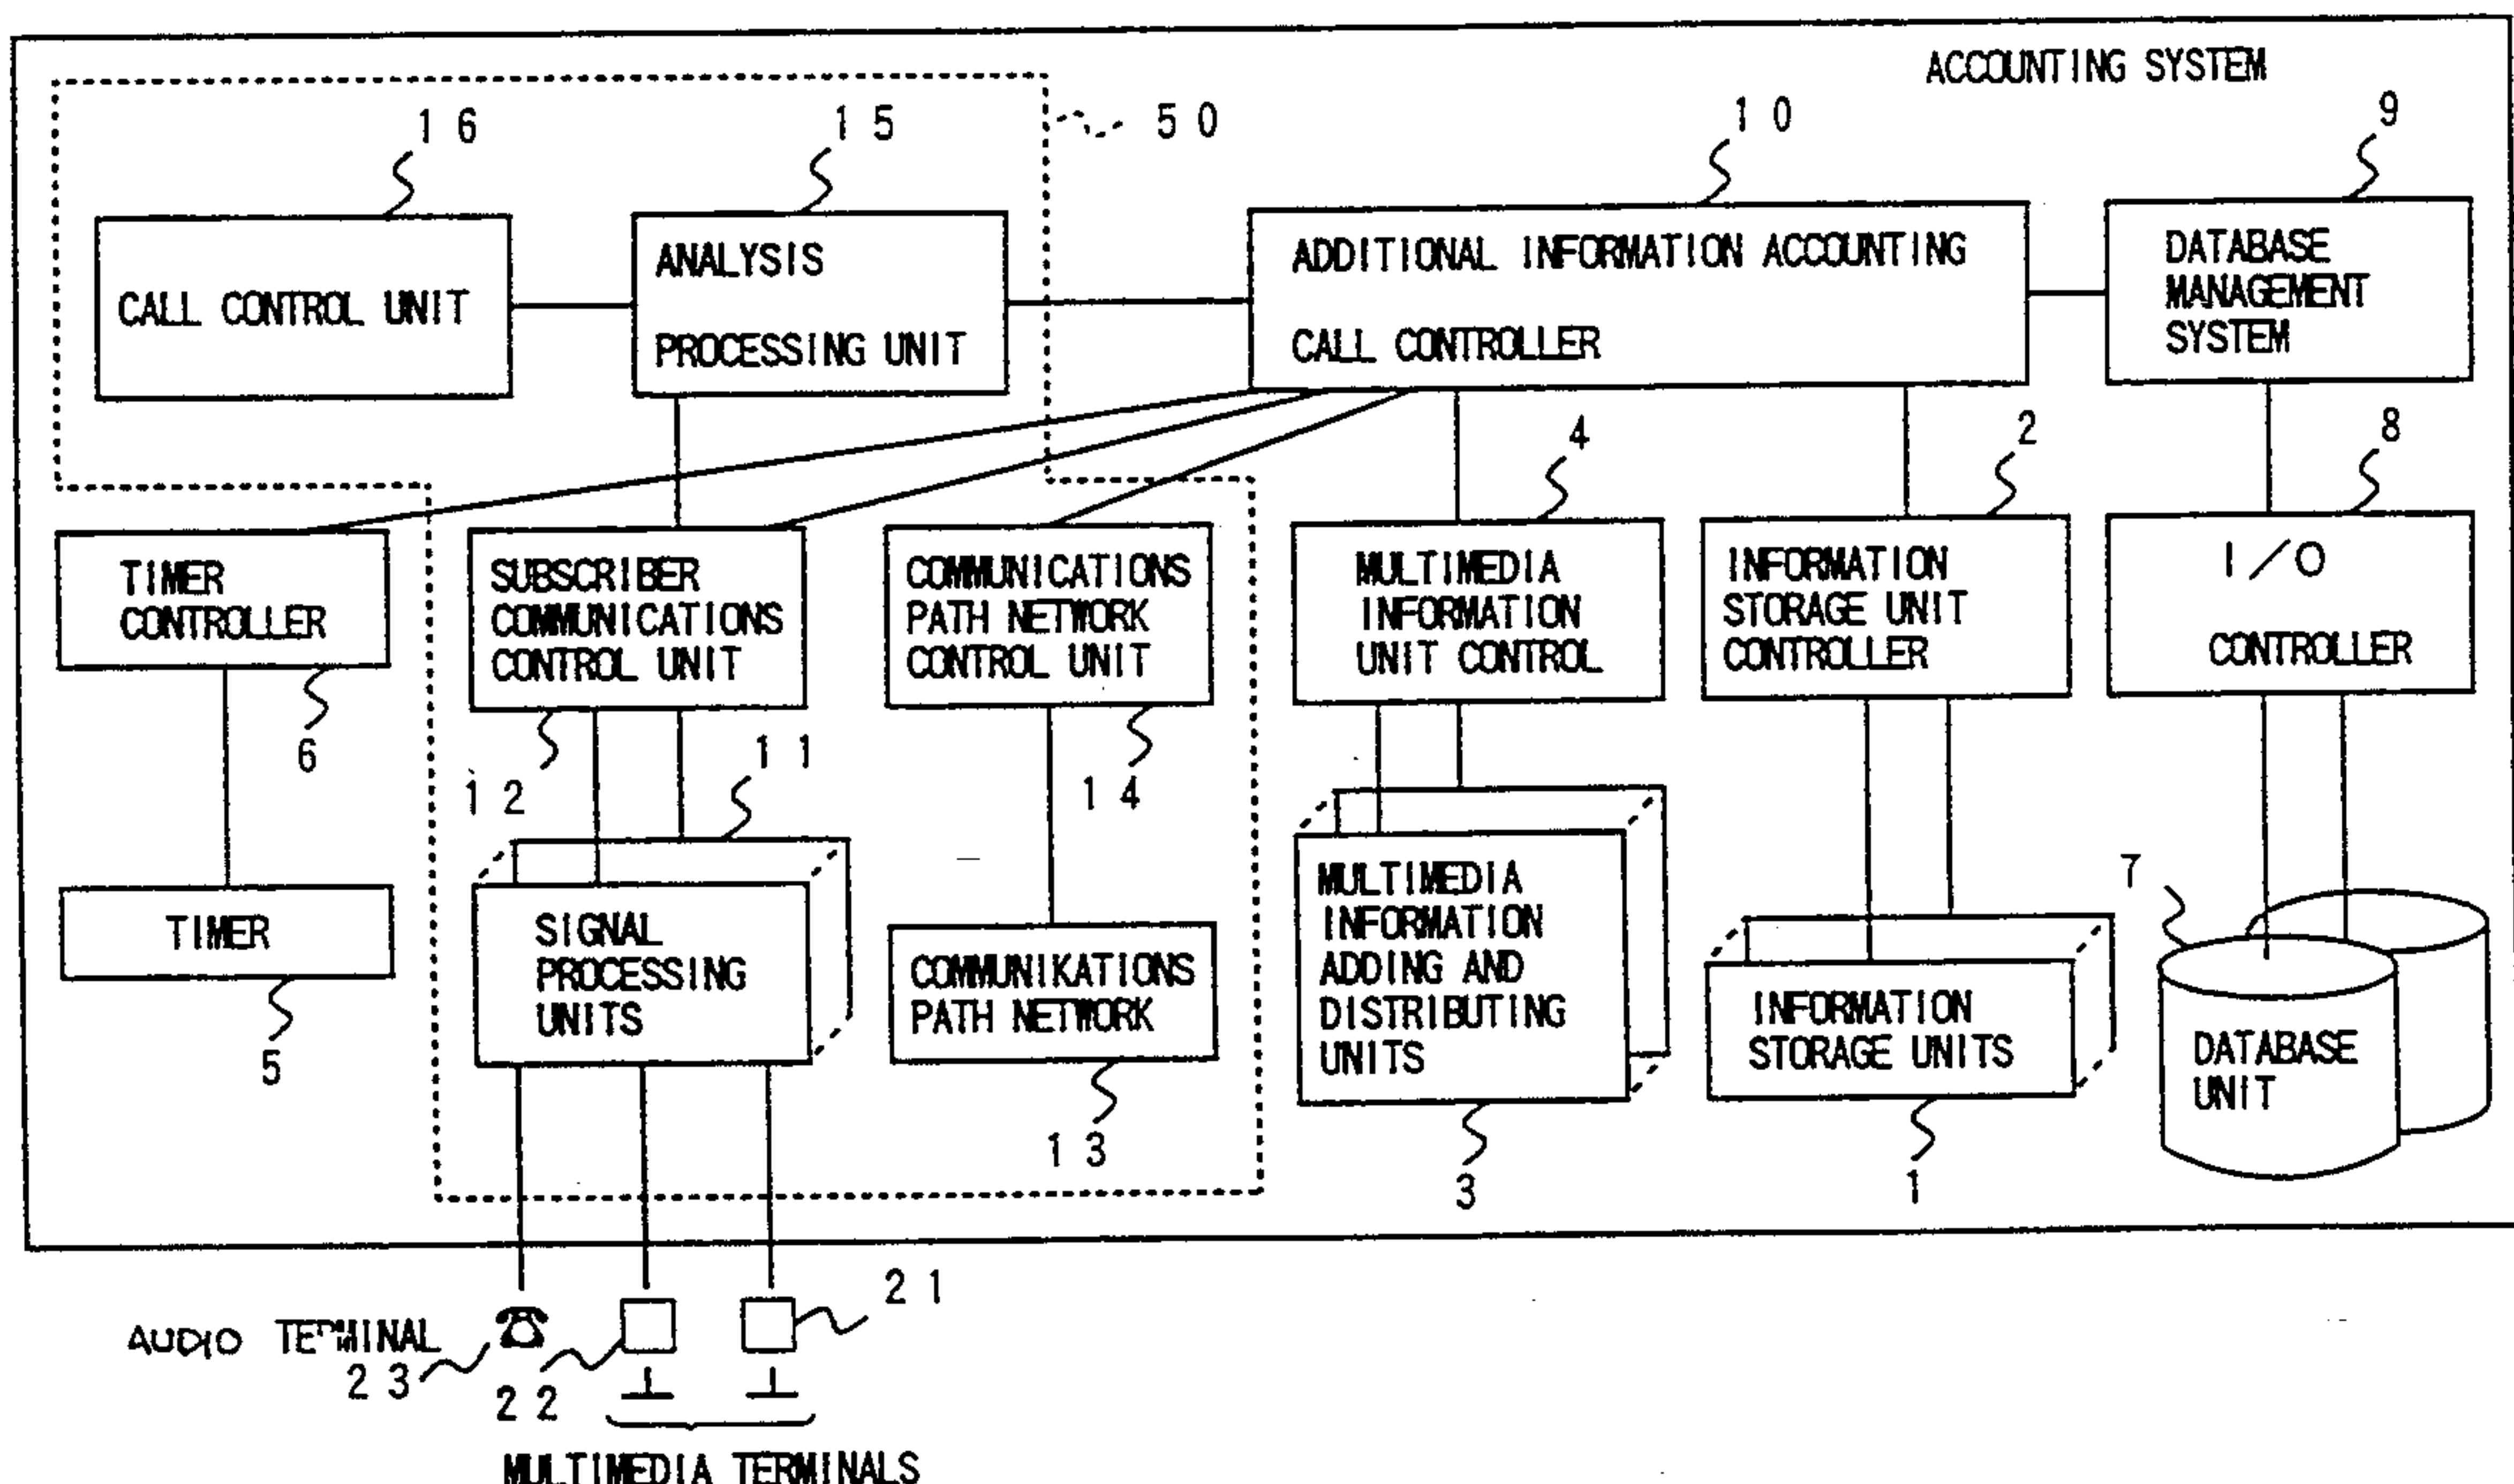 ACCOUNTING SYSTEM
16
15
50
10
9
CALL CONTROL UNIT
ANALYSIS
PROCESSING UNIT
ADDITIONAL INFORMATION ACCOUNTING
CALL CONTROLLER
DATABASE
MANAGEMENT
SYSTEM
4
2
8
TIMER
CONTROLLER
SUBSCRIBER
COMMUNICATIONS
CONTROL UNIT
COMMUNICATIONS
PATH NETWORK
CONTROL UNIT
MULTIMEDIA
INFORMATION
UNIT CONTROL
INFORMATION
STORAGE UNIT
CONTROLLER
I/O
CONTROLLER
6
12
11
14
7
TIMER
SIGNAL
PROCESSING
UNITS
COMMUNIKATIONS
PATH NETWORK
MULTIMEDIA
INFORMATION
ADDING AND
DISTRIBUTING
UNITS
INFORMATION
STORAGE UNITS
DATABASE
UNIT
5
13
3
1
21
AUDIO TERMINAL
23
22
MULTIMEDIA TERMINALS